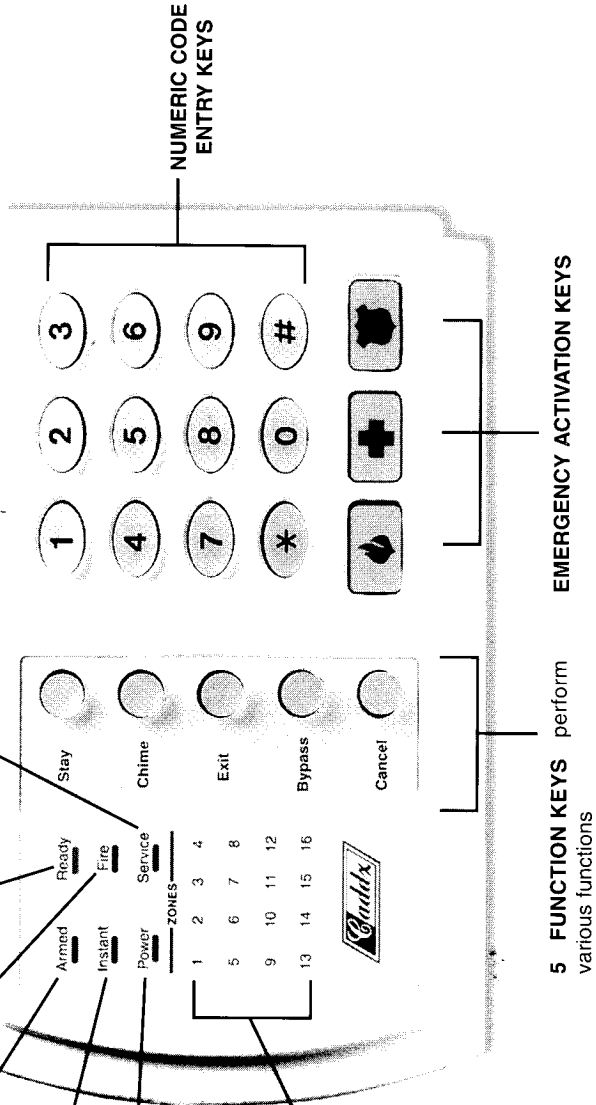 Armed Ready
Instant Fire
Power Service
ZONES
1 2 3 4
5 6 7 8
9 10 11 12
13 14 15 16
Caddx
Stay
Chime
Exit
Bypass
Cancel
1 2 3
4 5 6
7 8 9
* 0 #
NUMERIC CODE
ENTRY KEYS
5 FUNCTION KEYS perform
various functions
EMERGENCY ACTIVATION KEYS